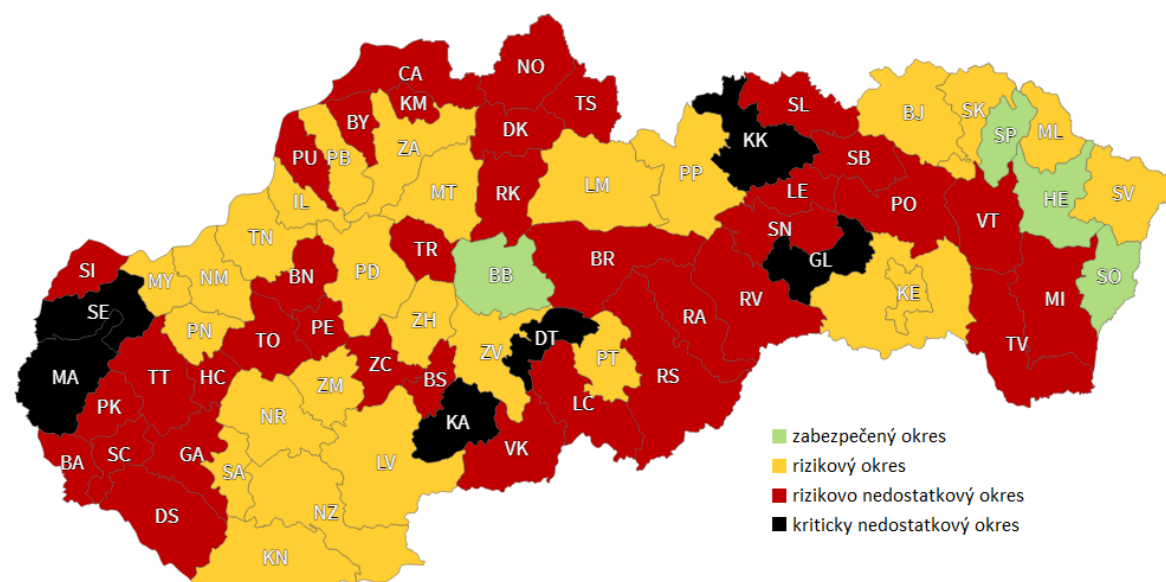 NO
CA
TS
KM
SL
BY
BJ
SK
DK
ML
SP
KK
ZA
PU
PB
SB
PP
LM
MT
LE
RK
SV
HE
IL
PO
VT
SN
TN
TR
BR
GL
PD
SI
BB
BN
SO
MY
NM
RV
KE
MI
SE
RA
ZH
PE
PN
DT
TO
TV
ZV
PT
ZC
MA
TT
HC
RS
BS
ZM
PK
LC
NR
KA
VK
SC
GA
BA
LV
SA
NZ
DS
KN
zabezpečený okres
rizikový okres
rizikovo nedostatkový okres
kriticky nedostatkový okres